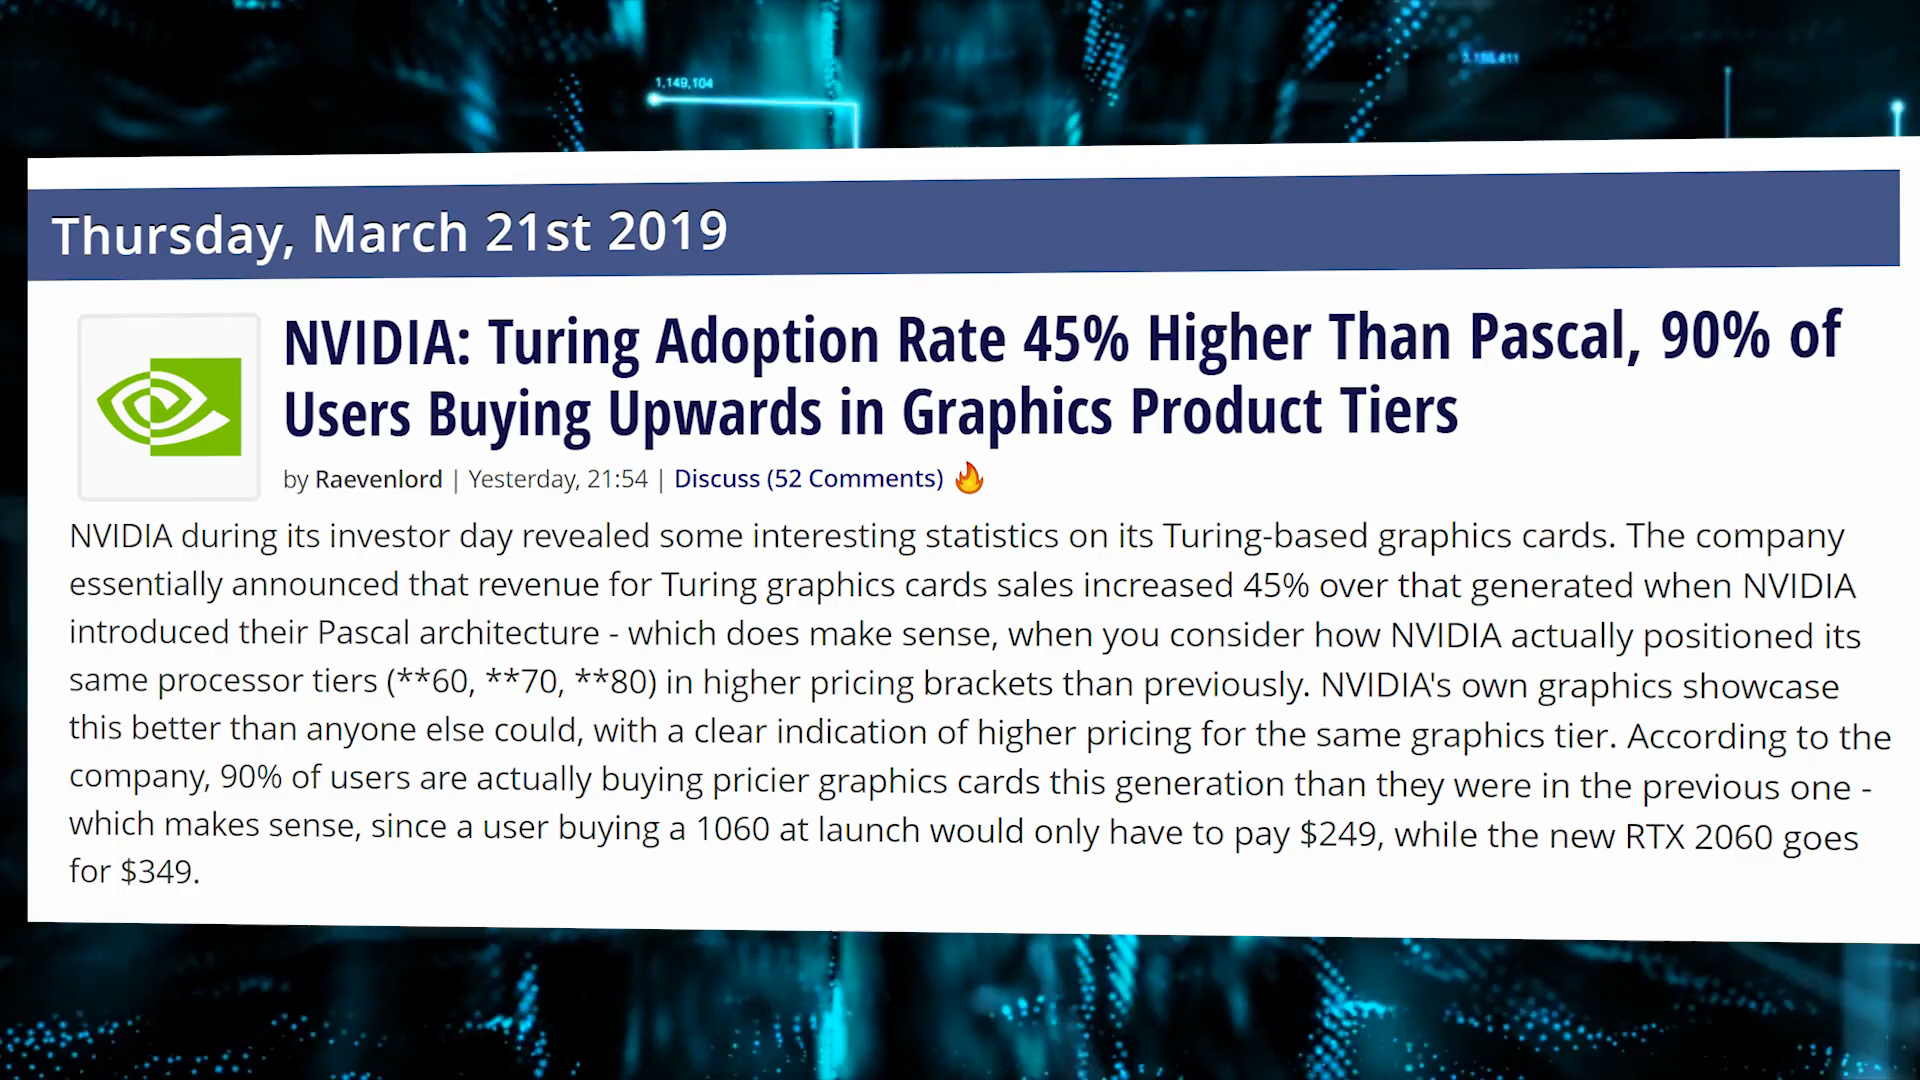 1,149,104
Thursday, March 21st 2019
NVIDIA: Turing Adoption Rate 45% Higher Than Pascal, 90% of
Users Buying Upwards in Graphics Product Tiers
by Raevenlord | Yesterday, 21:54 | Discuss (52 Comments)
NVIDIA during its investor day revealed some interesting statistics on its Turing-based graphics cards. The company
essentially announced that revenue for Turing graphics cards sales increased 45% over that generated when NVIDIA
introduced their Pascal architecture - which does make sense, when you consider how NVIDIA actually positioned its
same processor tiers (**60, **70, **80) in higher pricing brackets than previously. NVIDIA's own graphics showcase
this better than anyone else could, with a clear indication of higher pricing for the same graphics tier. According to the
company, 90% of users are actually buying pricier graphics cards this generation than they were in the previous one -
which makes sense, since a user buying a 1060 at launch would only have to pay $249, while the new RTX 2060 goes
for $349.